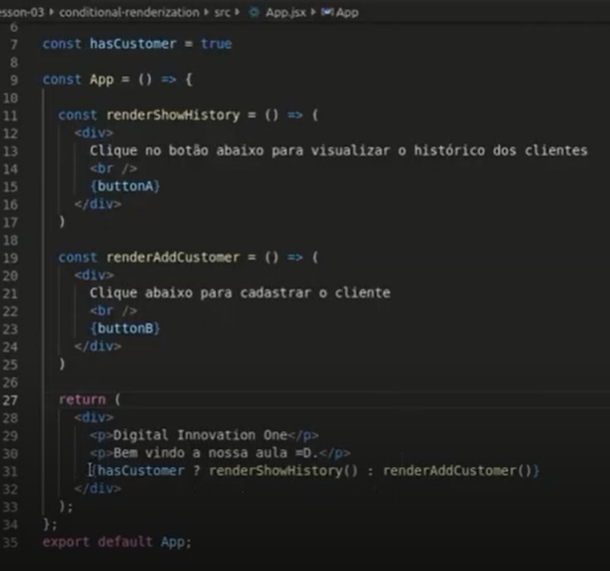 esson-03 > conditional-renderization > src > App.jsx > App
6
7 const hasCustomer = true
8
9 const App = () => {
10
11 const renderShowHistory = () => (
12 <div>
13 Clique no botão abaixo para visualizar o histórico dos clientes
14 <br />
15 {buttonA}
16 </div>
17 )
18
19 const renderAddCustomer = () => (
20 <div>
21 Clique abaixo para cadastrar o cliente
22 <br />
23 {buttonB}
24 </div>
25 )
26
27 return (
28 <div>
29 <p>Digital Innovation One</p>
30 <p>Bem vindo a nossa aula =D.</p>
31 {hasCustomer ? renderShowHistory() : renderAddCustomer()}
32 </div>
33 );
34 };
35 export default App;